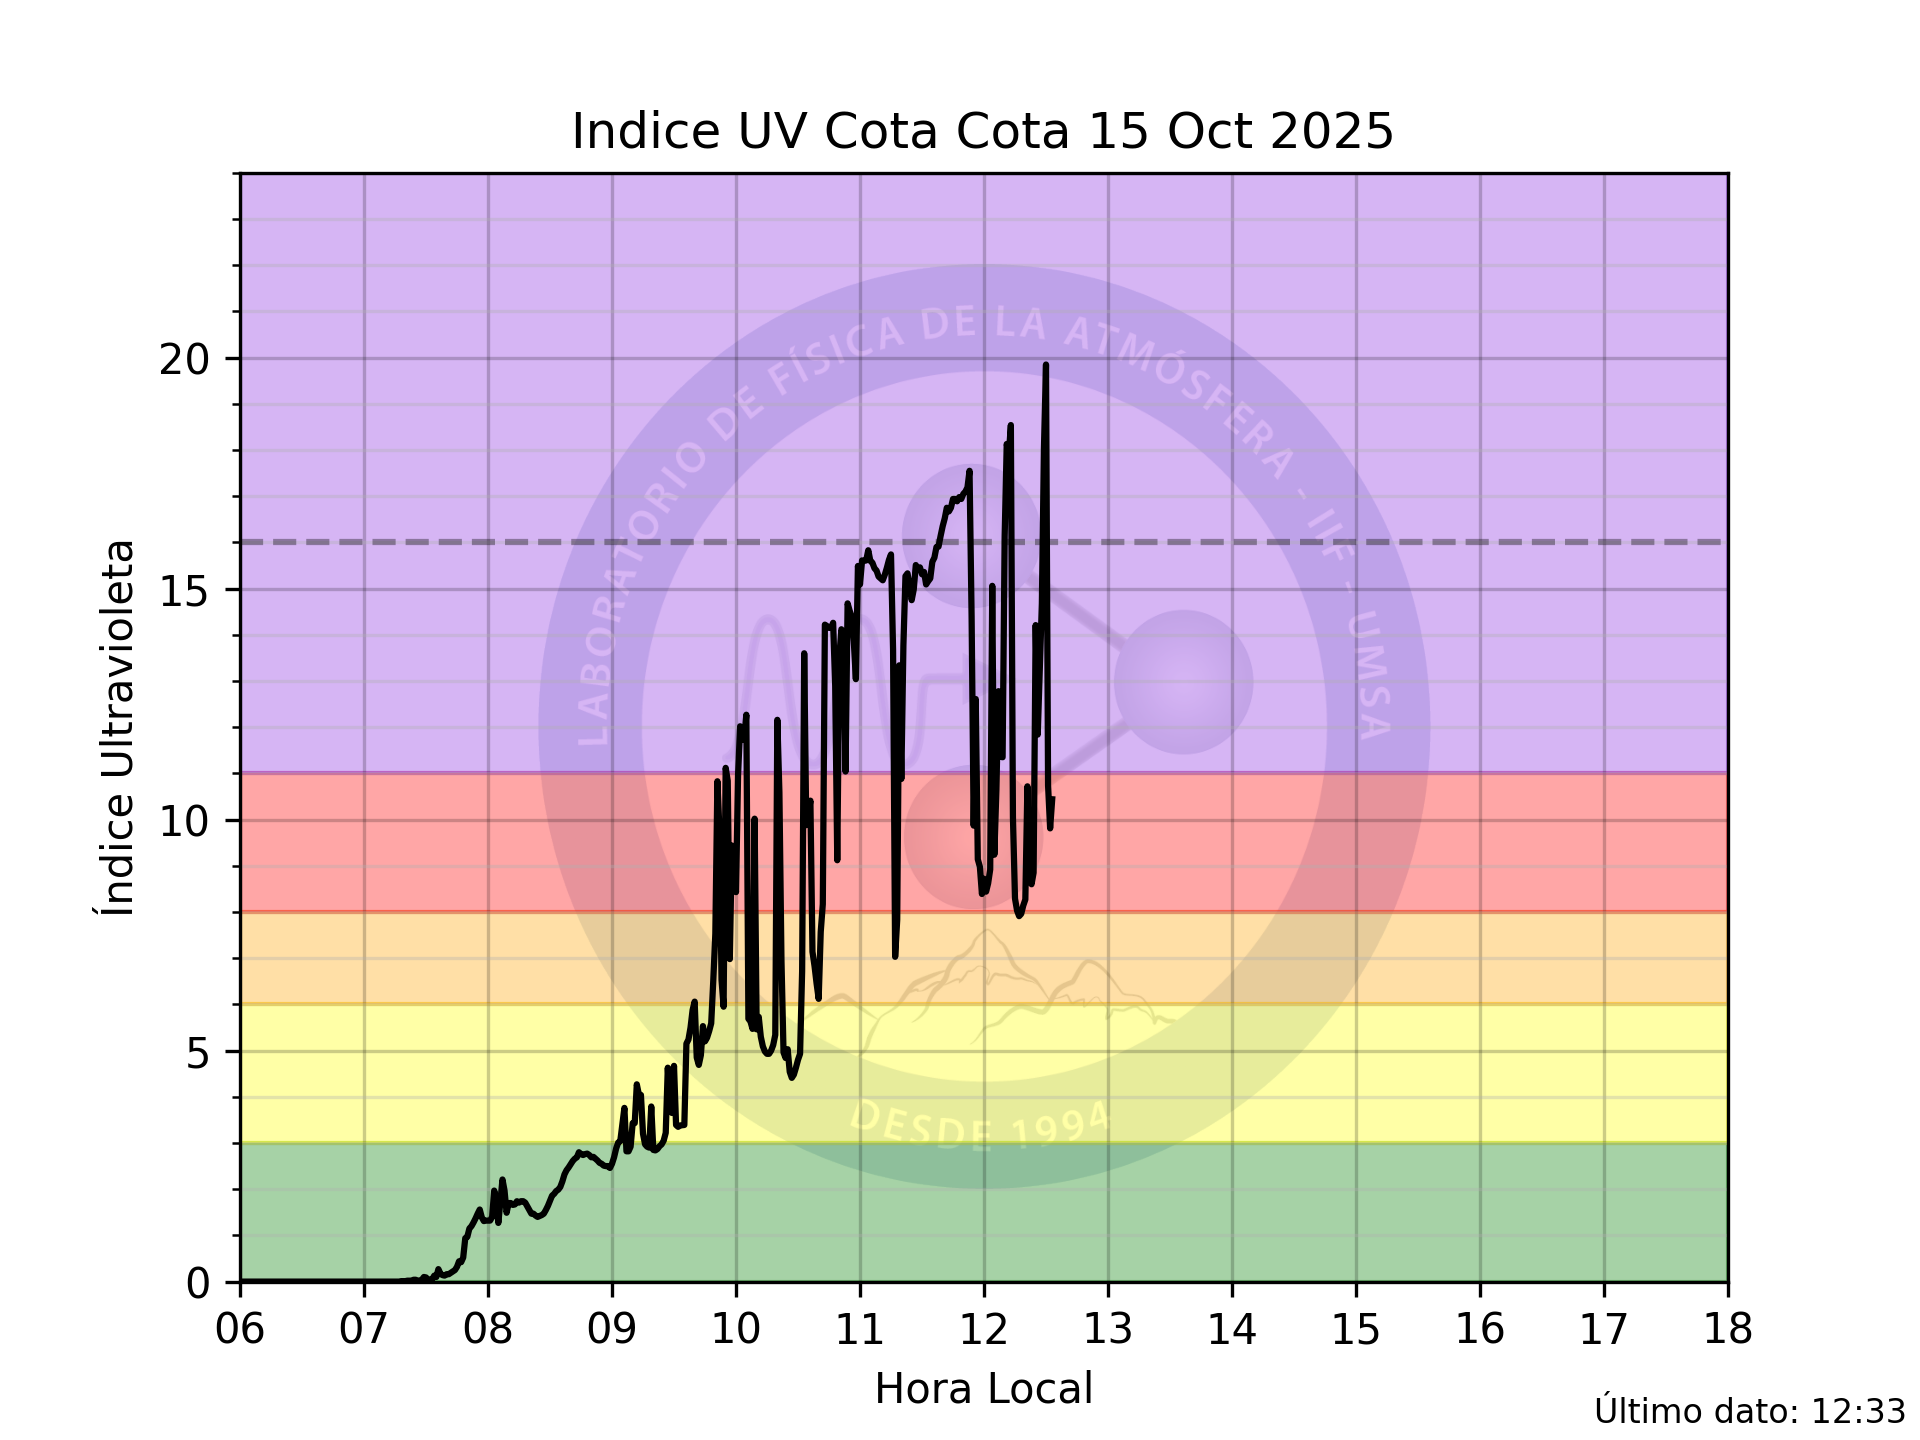 Indice UV Cota Cota 15 Oct 2025
Índice Ultravioleta
20
15
10
5
0
LABORATORIO DE FÍSICA DE LA ATMÓSFERA - IIF - UMSA
DESDE 1994
06 07 08 09 10 11 12 13 14 15 16 17 18
Hora Local
Último dato: 12:33